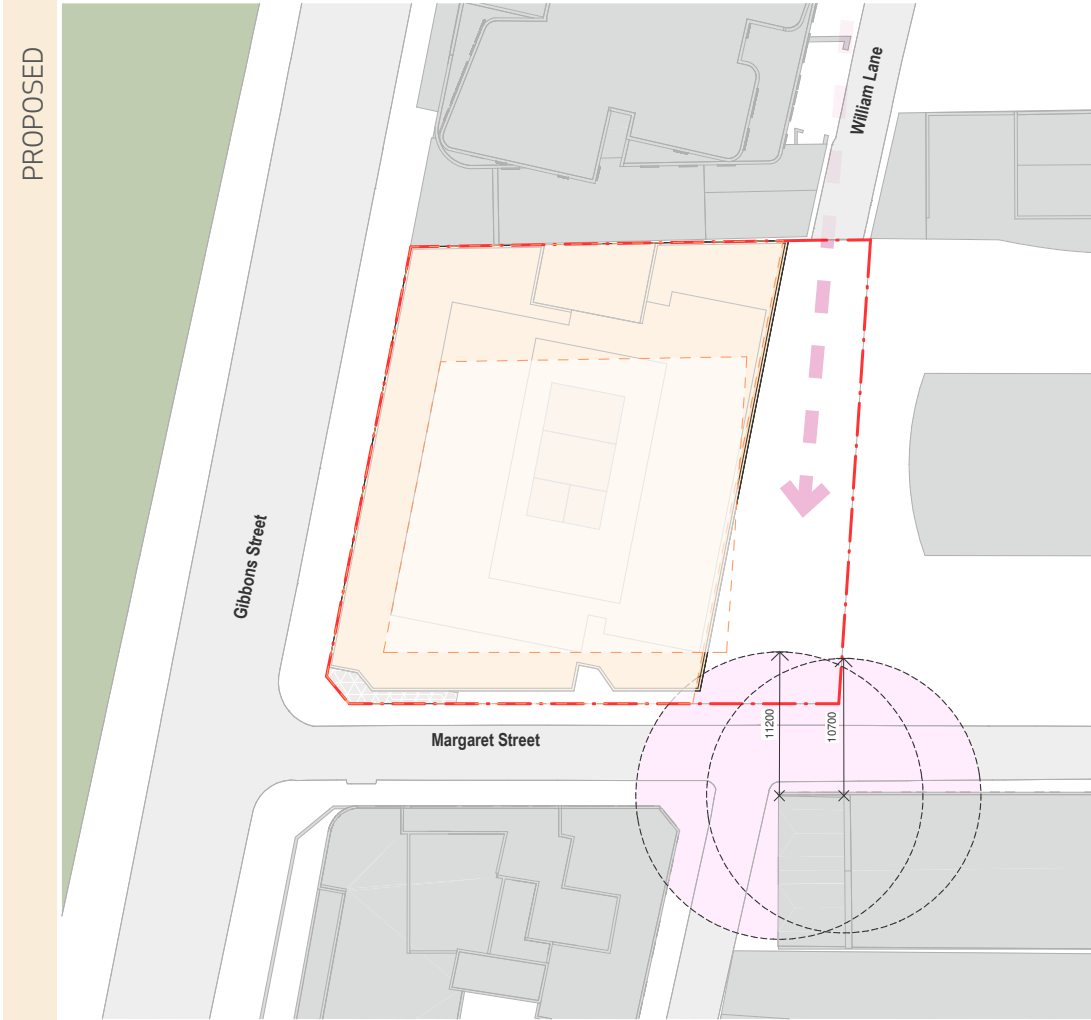 PROPOSED
William Lane
Gibbons Street
Margaret Street
11200
10700